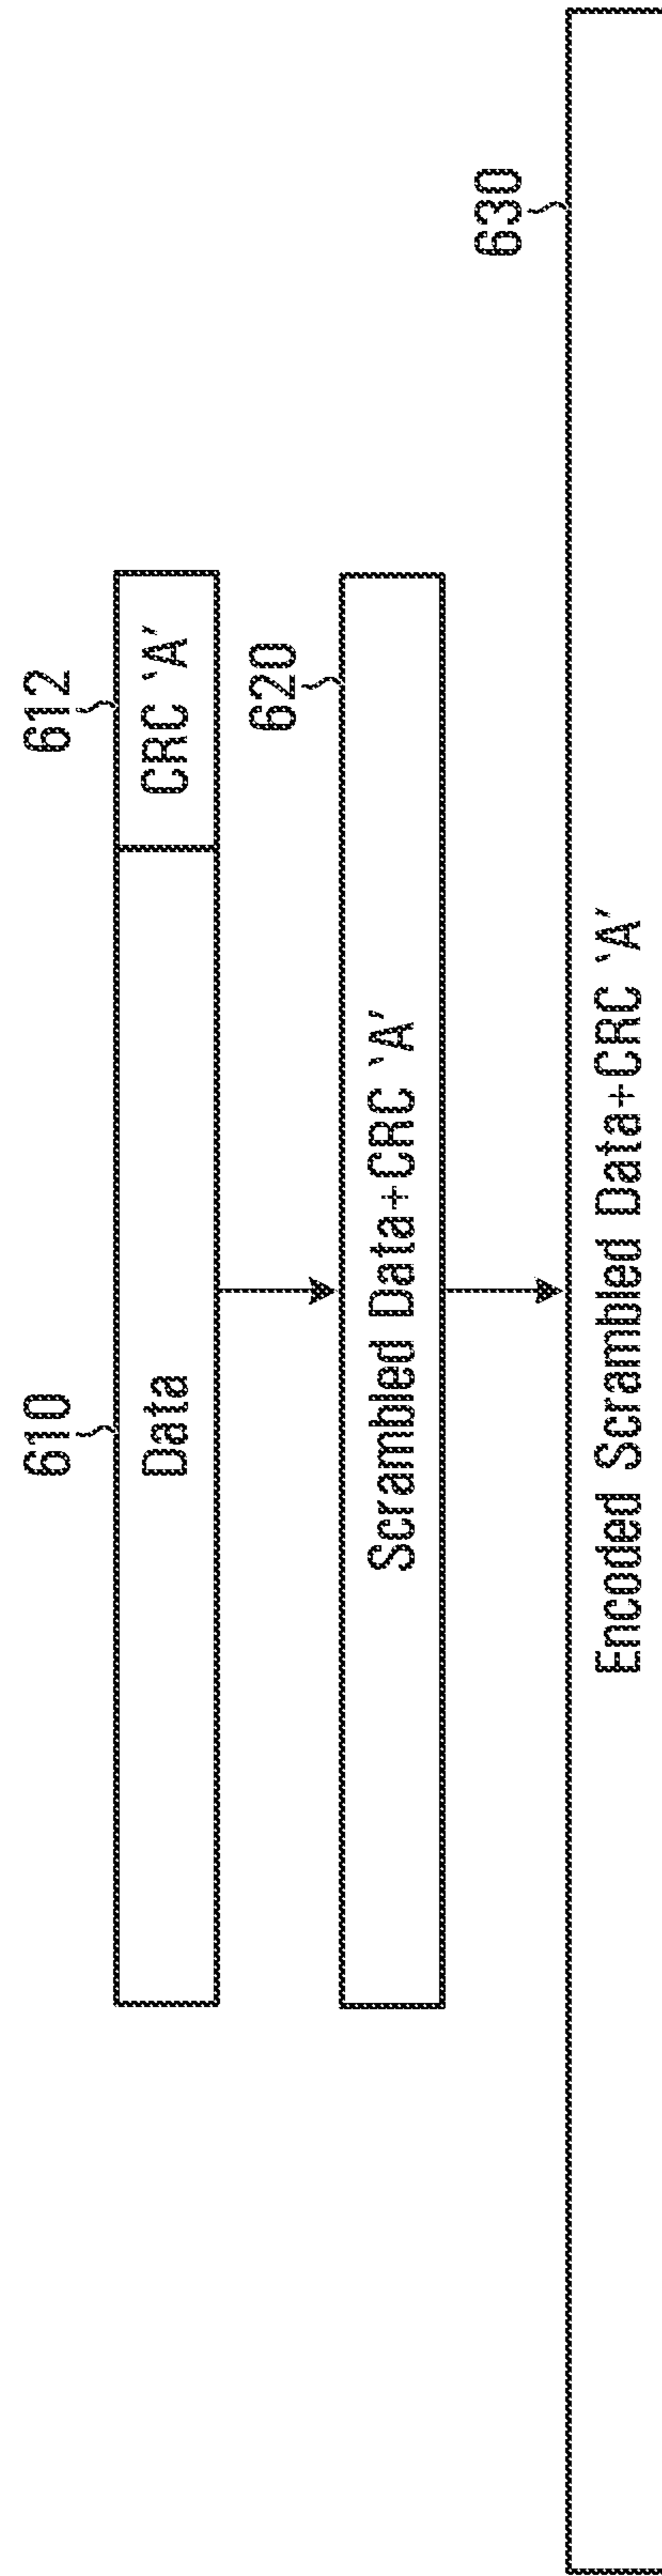 610
612
Data
CRC 'A'
620
Scrambled Data+CRC 'A'
630
Encoded Scrambled Data+CRC 'A'